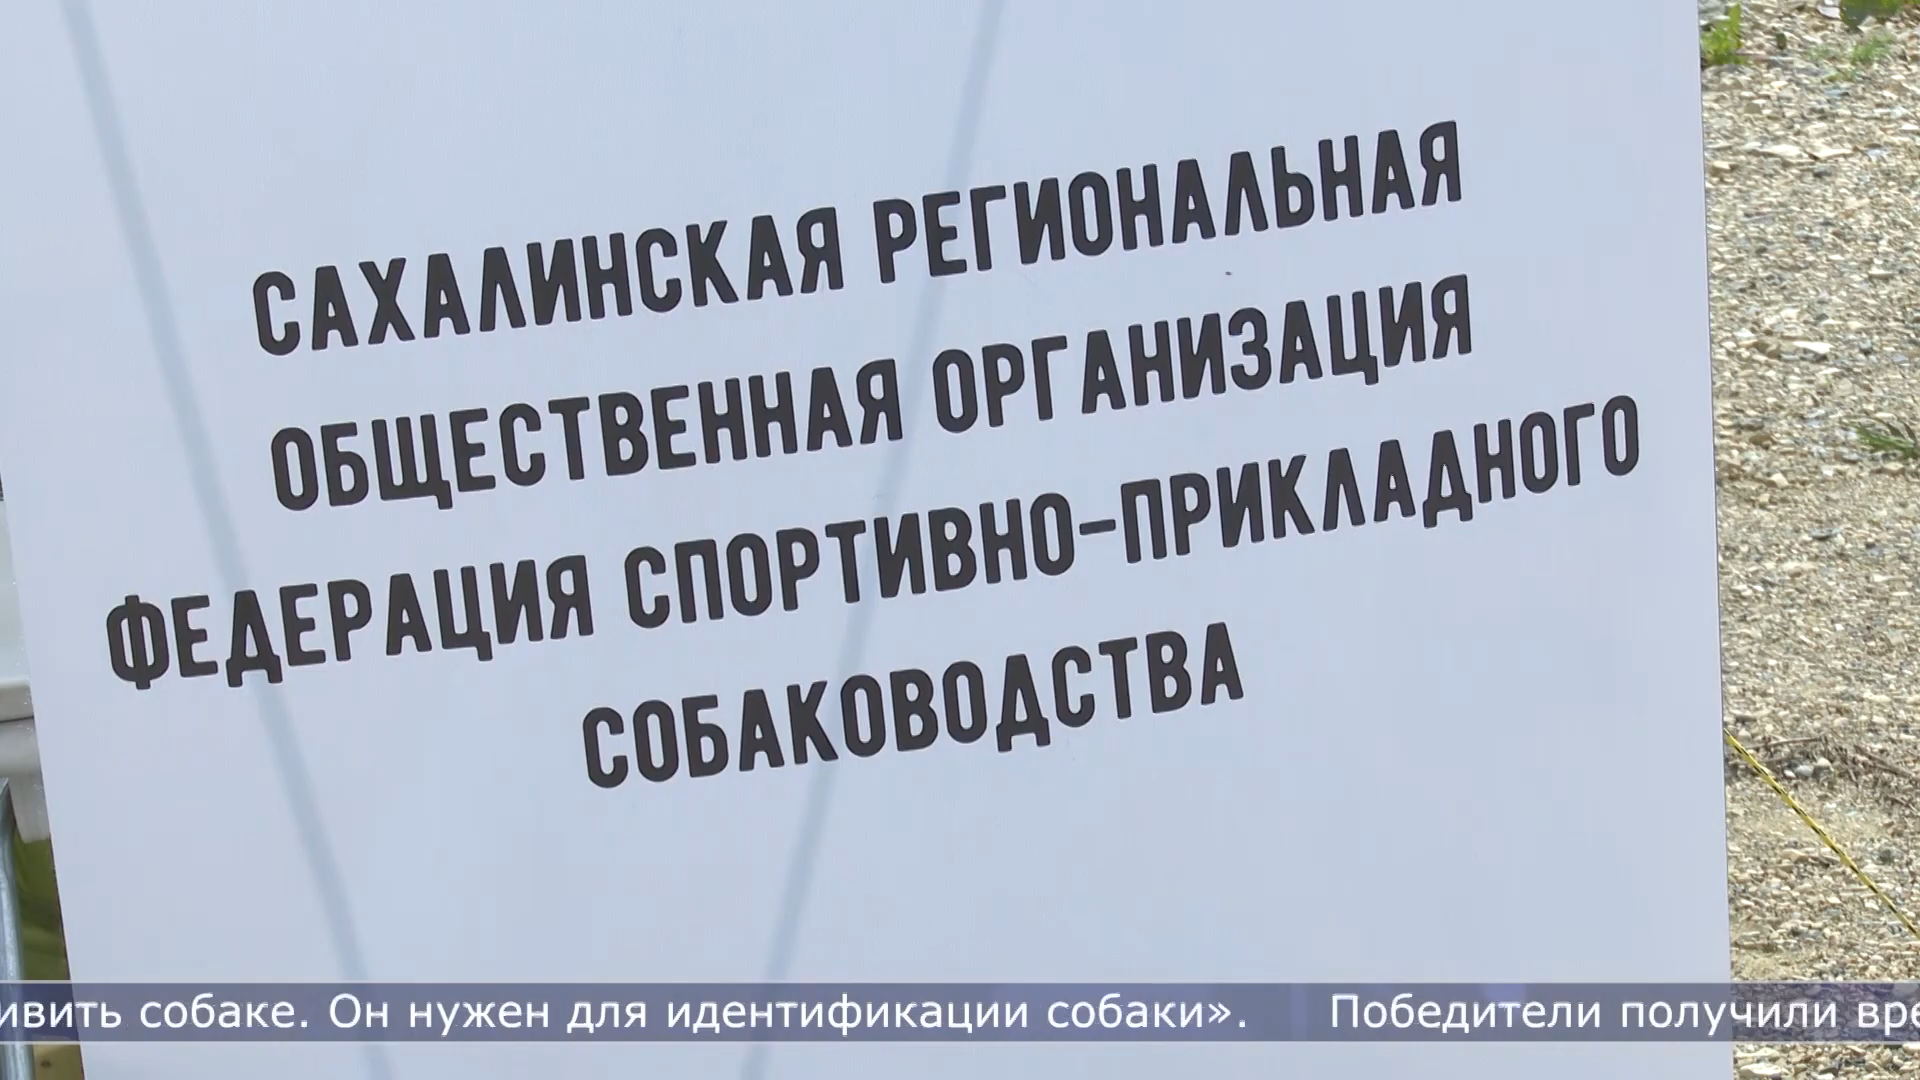 САХАЛИНСКАЯ РЕГИОНАЛЬНАЯ
ОБЩЕСТВЕННАЯ ОРГАНИЗАЦИЯ
ФЕДЕРАЦИЯ СПОРТИВНО-ПРИКЛАДНОГО
СОБАКОВОДСТВА
собаке. Он нужен для идентификации собаки». Победители получили